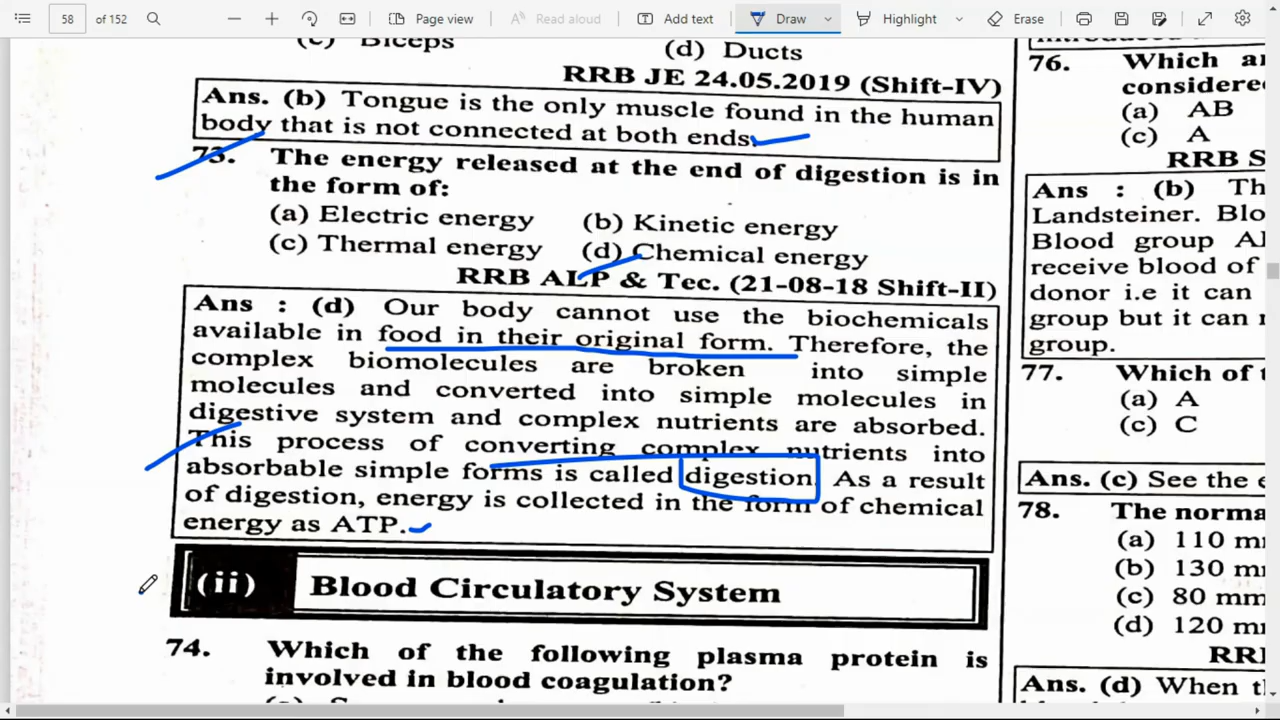 58 of 152
Page view
Read aloud
Add text
Draw
Highlight
Erase
(c) Biceps (d) Ducts
RRB JE 24.05.2019 (Shift-IV)
Ans. (b) Tongue is the only muscle found in the human
body that is not connected at both ends.
73. The energy released at the end of digestion is in
the form of:
(a) Electric energy (b) Kinetic energy
(c) Thermal energy (d) Chemical energy
RRB ALP & Tec. (21-08-18 Shift-II)
Ans : (d) Our body cannot use the biochemicals
available in food in their original form. Therefore, the
complex biomolecules are broken into simple
molecules and converted into simple molecules in
digestive system and complex nutrients are absorbed.
This process of converting complex nutrients into
absorbable simple forms is called digestion. As a result
of digestion, energy is collected in the form of chemical
energy as ATP.
(ii) Blood Circulatory System
74. Which of the following plasma protein is
involved in blood coagulation?
76. Which
considered
(a) AB
(c) A
RRB S
Ans : (b) Th
Landsteiner. Blo
Blood group A
receive blood of
donor i.e it can
group but it can
group.
77. Which of
(a) A
(c) C
Ans. (c) See the e
78. The norma
(a) 110 m
(b) 130 m
(c) 80 mm
(d) 120 m
RR
Ans. (d) When t